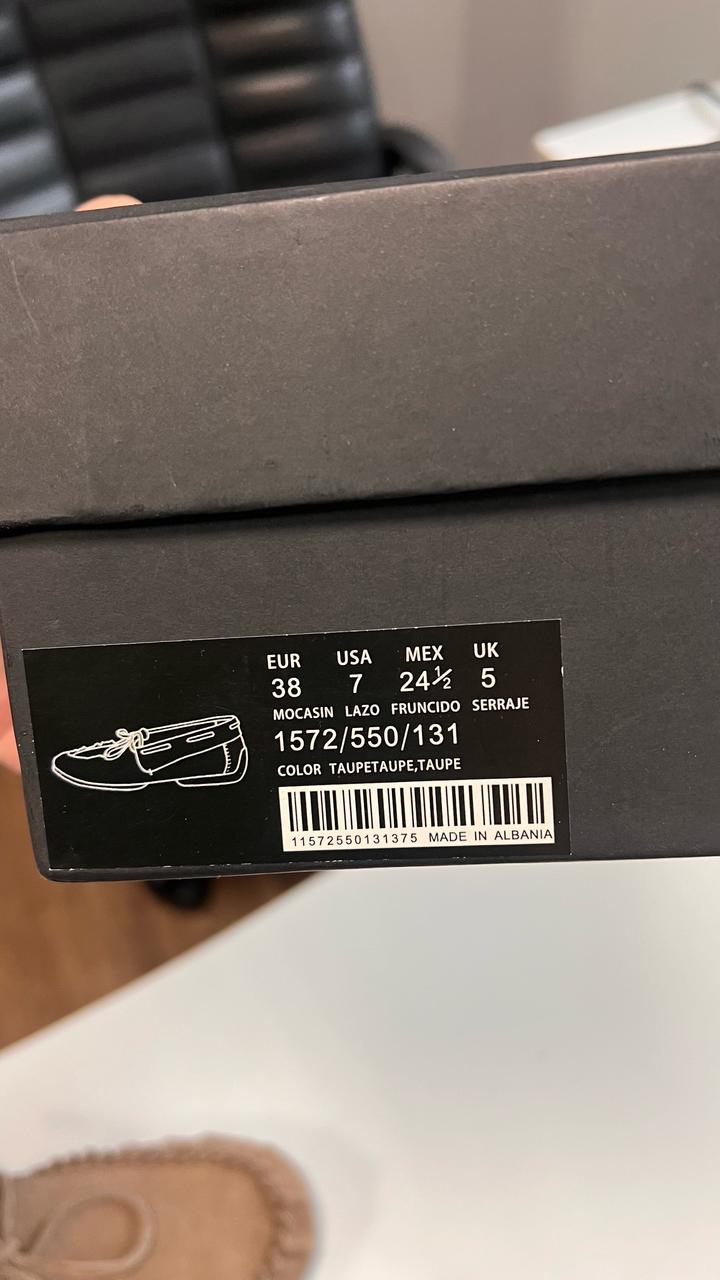 EUR USA MEX UK
38 7 24½ 5
MOCASIN LAZO FRUNCIDO SERRAJE
1572/550/131
COLOR TAUPETAUPE,TAUPE
11572550131375 MADE IN ALBANIA